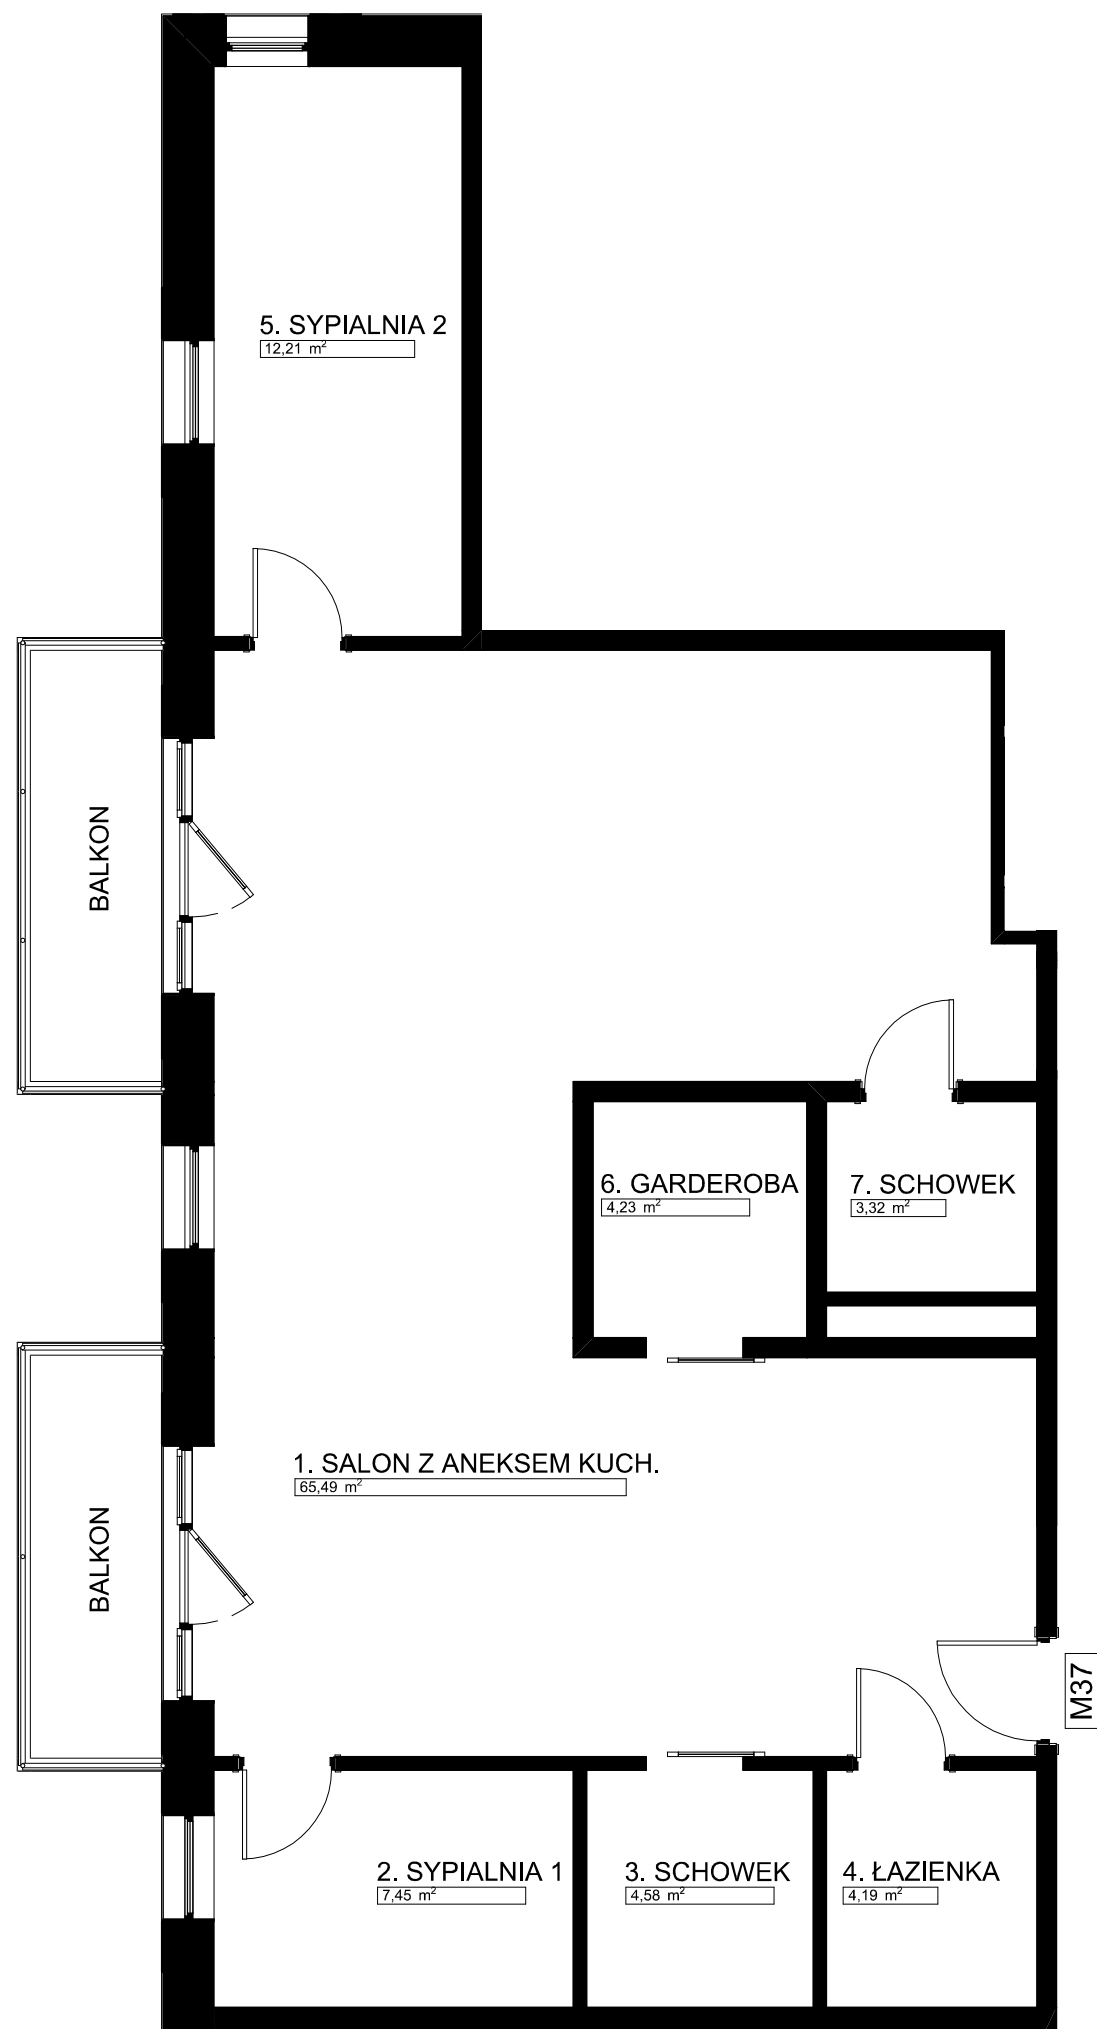 5. SYPIALNIA 2
12,21 m²
BALKON
6. GARDEROBA
4,23 m²
7. SCHOWEK
3,32 m²
1. SALON Z ANEKSEM KUCH.
65,49 m²
BALKON
M37
2. SYPIALNIA 1
7,45 m²
3. SCHOWEK
4,58 m²
4. ŁAZIENKA
4,19 m²